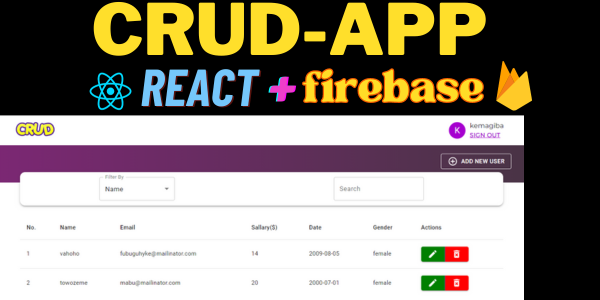 CRUD-APP
REACT + firebase
CRUD
K kemagiba
SIGN OUT
ADD NEW USER
Filter By
Name
Search
No. Name Email Sallary($) Date Gender Actions
1 vahoho fubuguhyke@mailinator.com 14 2009-08-05 female
2 towozeme mabu@mailinator.com 20 2000-07-01 female